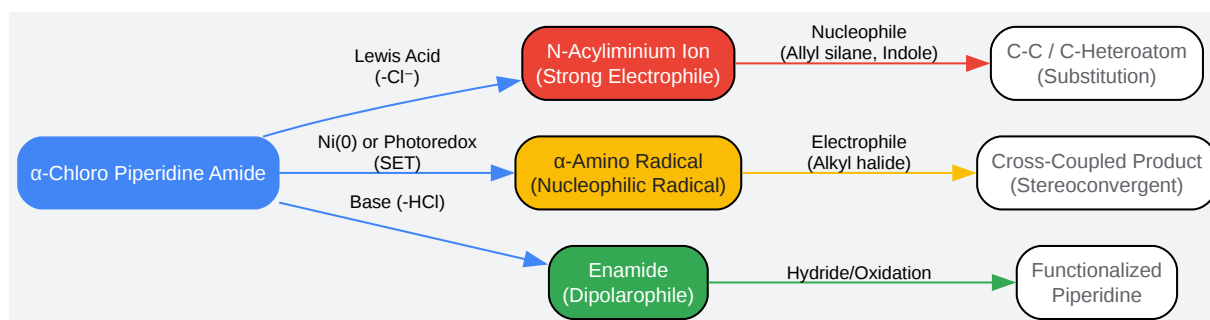 Lewis Acid
(-Cl⁻)
N-Acyliminium Ion
(Strong Electrophile)
Nucleophile
(Allyl silane, Indole)
C-C / C-Heteroatom
(Substitution)
α-Chloro Piperidine Amide
Ni(0) or Photoredox
(SET)
α-Amino Radical
(Nucleophilic Radical)
Electrophile
(Alkyl halide)
Cross-Coupled Product
(Stereoconvergent)
Base (-HCl)
Enamide
(Dipolarophile)
Hydride/Oxidation
Functionalized
Piperidine